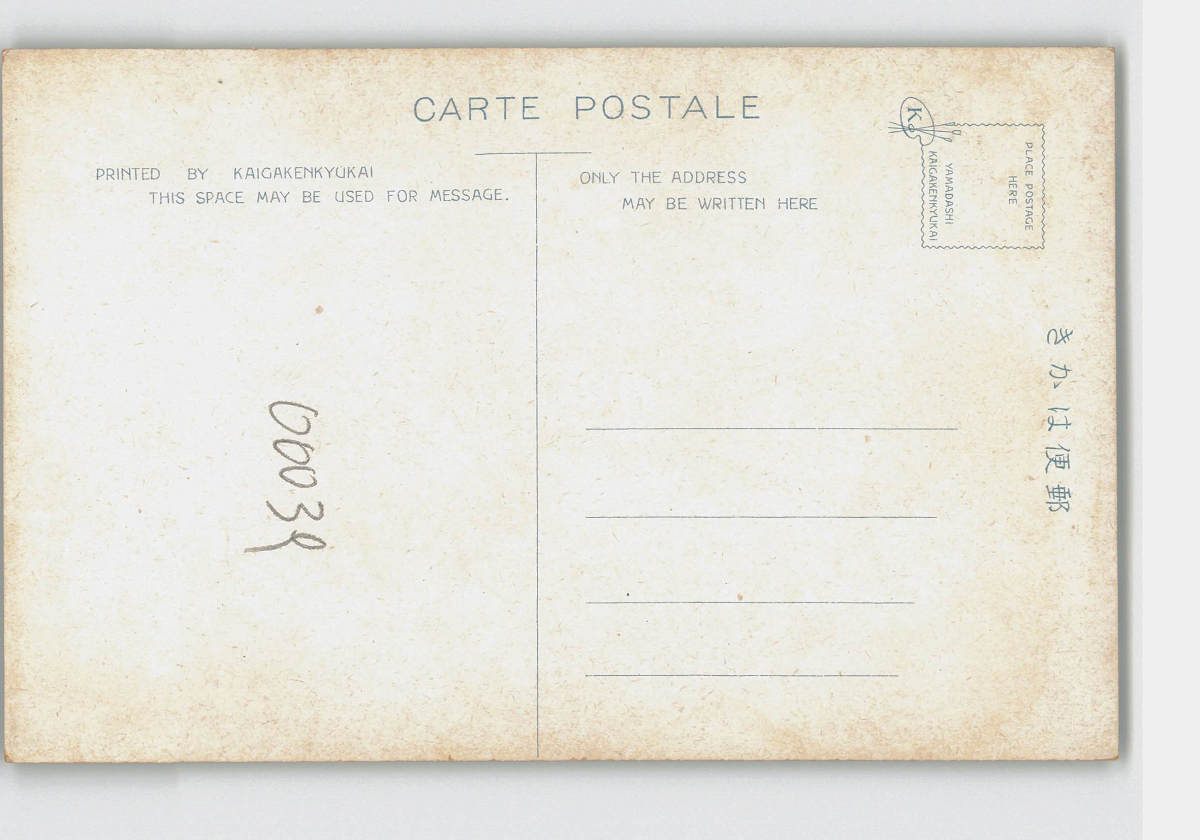 CARTE POSTALE
PRINTED BY KAIGAKENKYUKAI
THIS SPACE MAY BE USED FOR MESSAGE.
ONLY THE ADDRESS
MAY BE WRITTEN HERE
K
PLACE POSTAGE
HERE
YAMADASHI
KAIGAKENKYUKAI
郵便はかき
00039